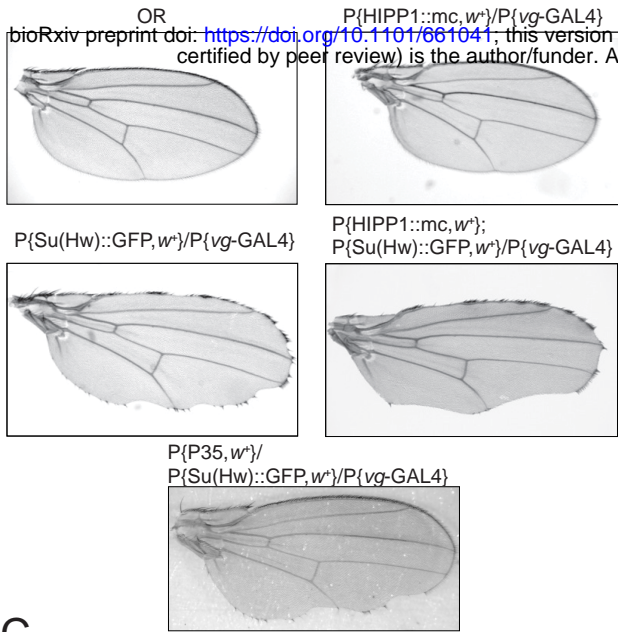 OR
P{HIPP1::mc,w+}/P{vg-GAL4}
bioRxiv preprint doi: https://doi.org/10.1101/661041; this version
certified by peer review) is the author/funder. A
P{Su(Hw)::GFP,w+}/P{vg-GAL4}
P{HIPP1::mc,w+};
P{Su(Hw)::GFP,w+}/P{vg-GAL4}
P{P35,w+}/
P{Su(Hw)::GFP,w+}/P{vg-GAL4}